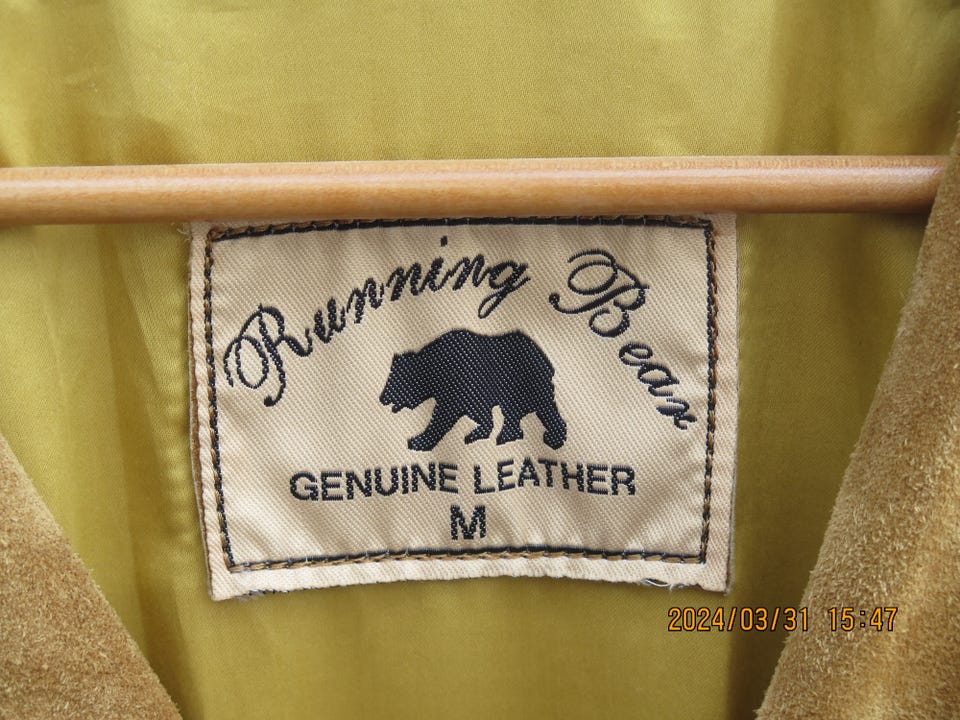 Running Bear
GENUINE LEATHER
M
2024/03/31 15:47